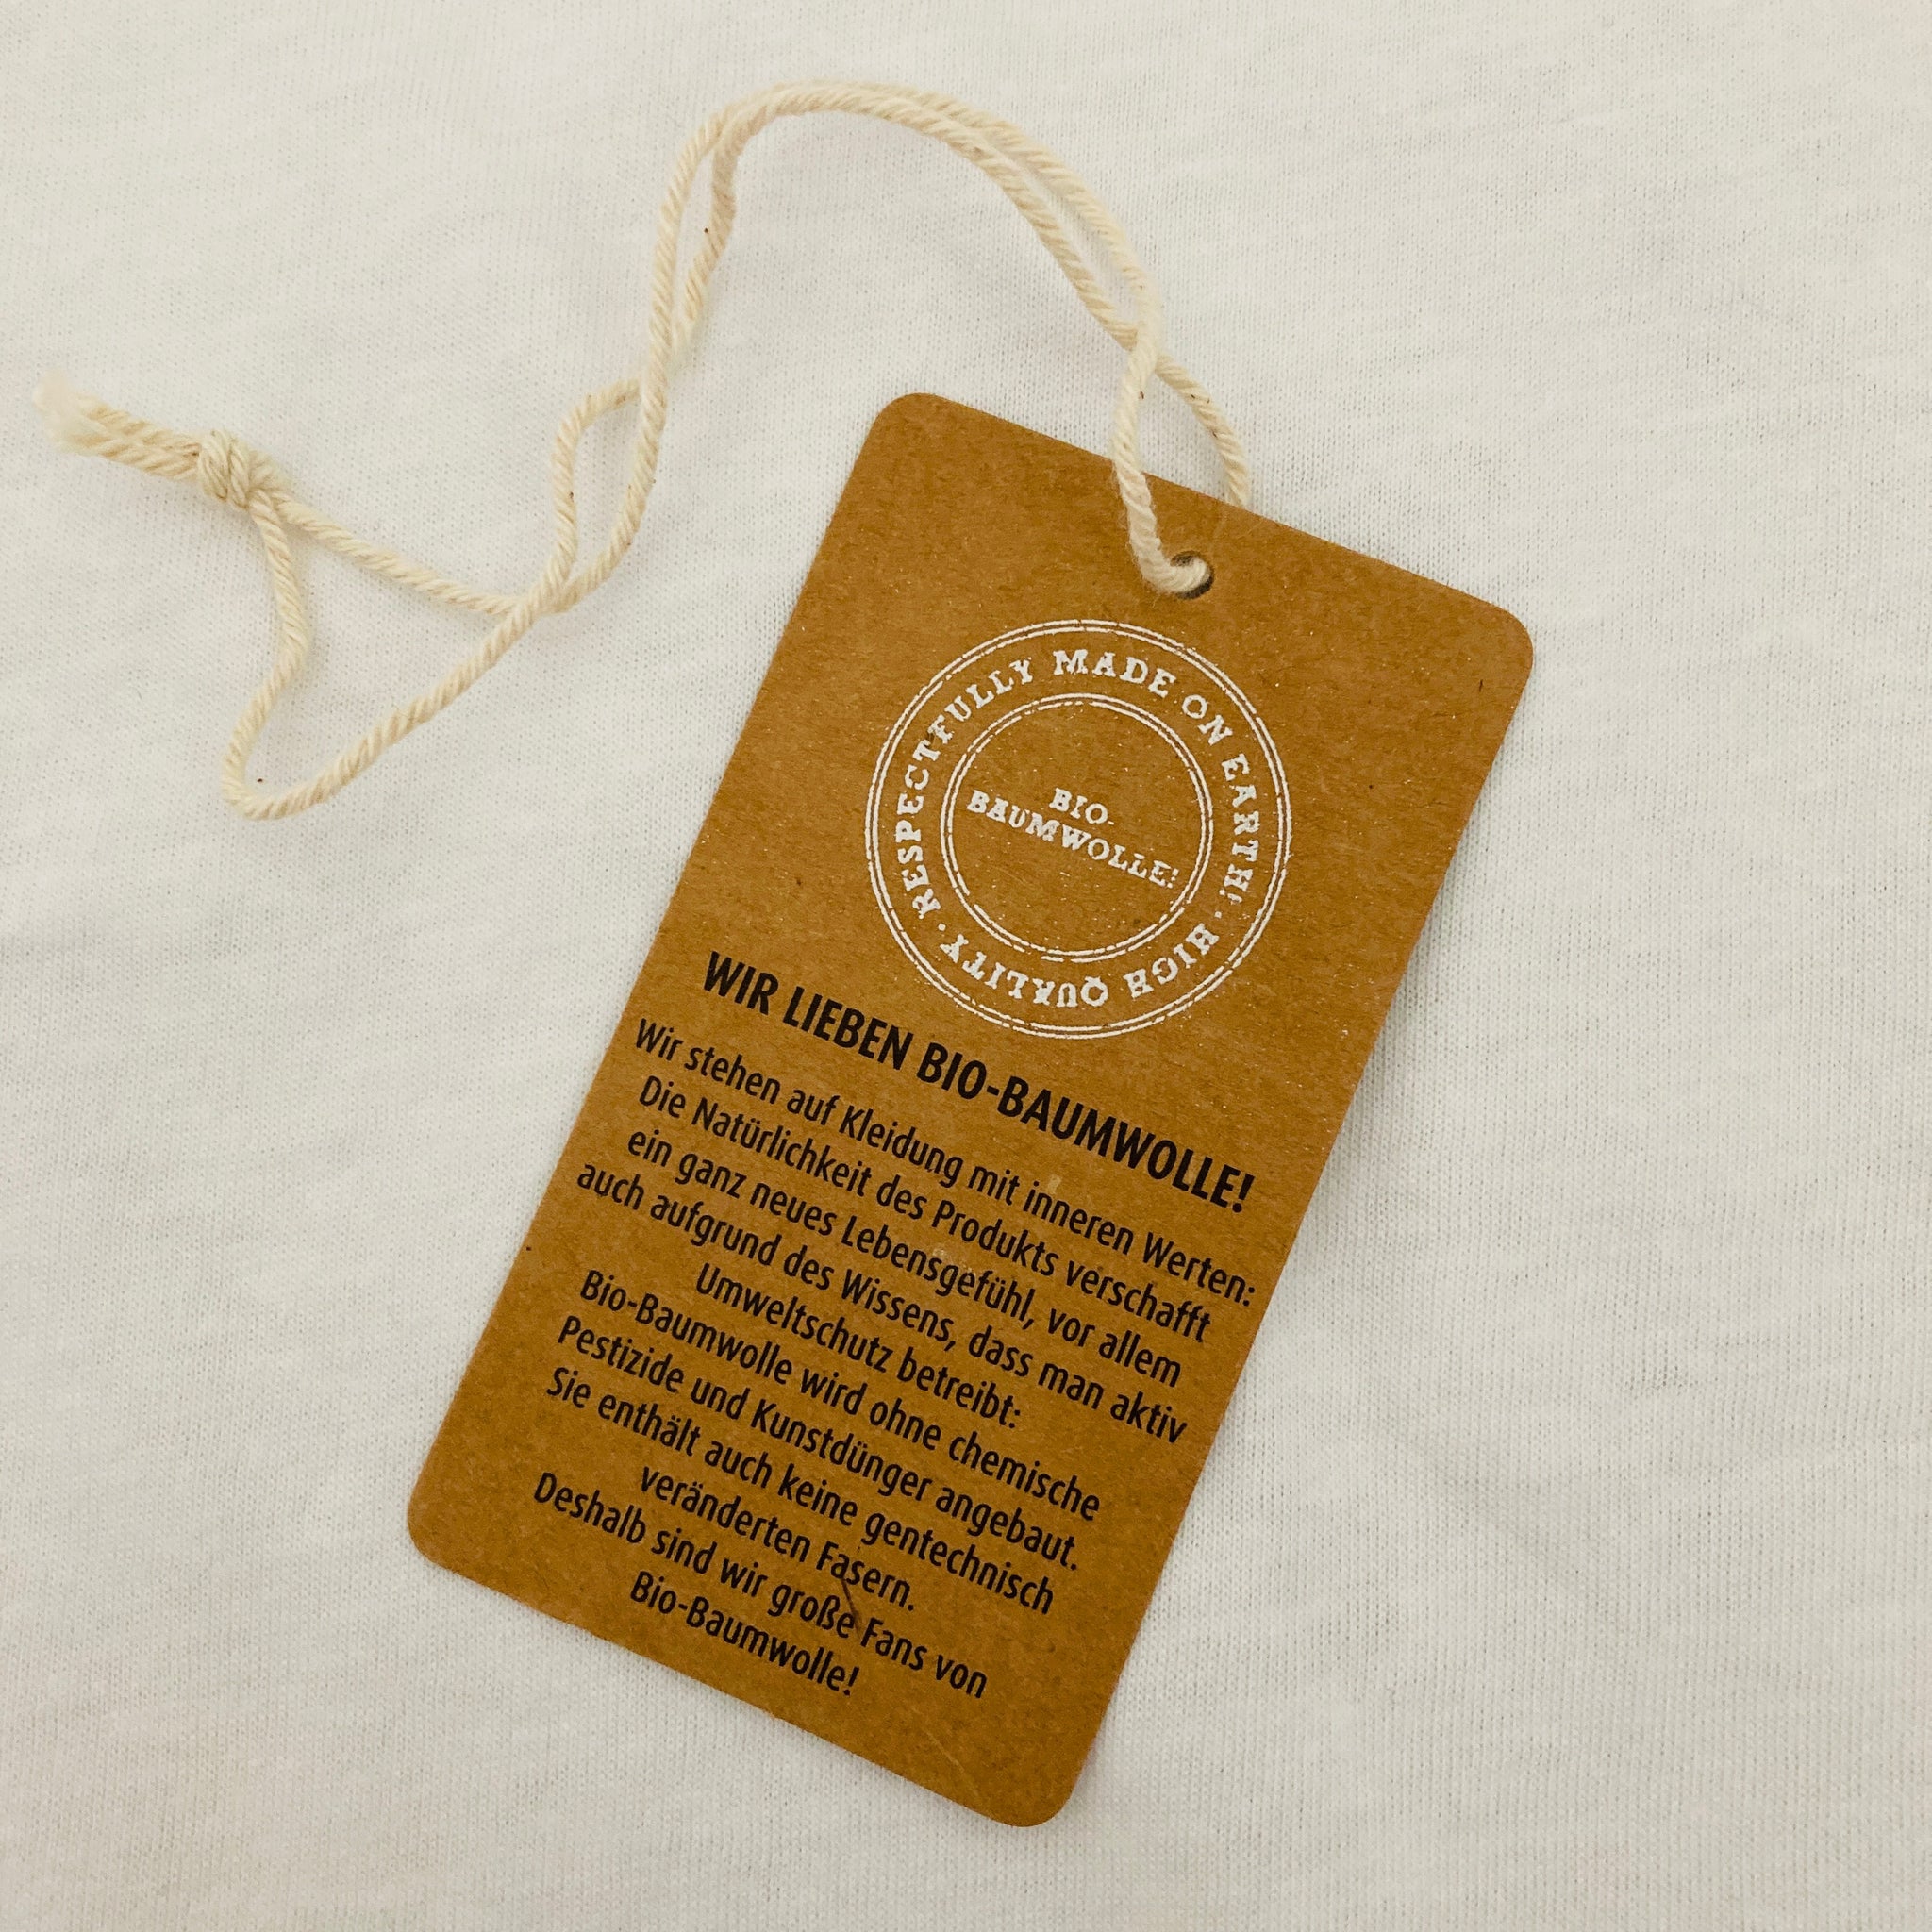 RESPECTFULLY MADE ON EARTH! · HIGH QUALITY ·
BIO-
BAUMWOLLE!
WIR LIEBEN BIO-BAUMWOLLE!
Wir stehen auf Kleidung mit inneren Werten:
Die Natürlichkeit des Produkts verschafft
ein ganz neues Lebensgefühl, vor allem
auch aufgrund des Wissens, dass man aktiv
Umweltschutz betreibt:
Bio-Baumwolle wird ohne chemische
Pestizide und Kunstdünger angebaut.
Sie enthält auch keine gentechnisch
veränderten Fasern.
Deshalb sind wir große Fans von
Bio-Baumwolle!